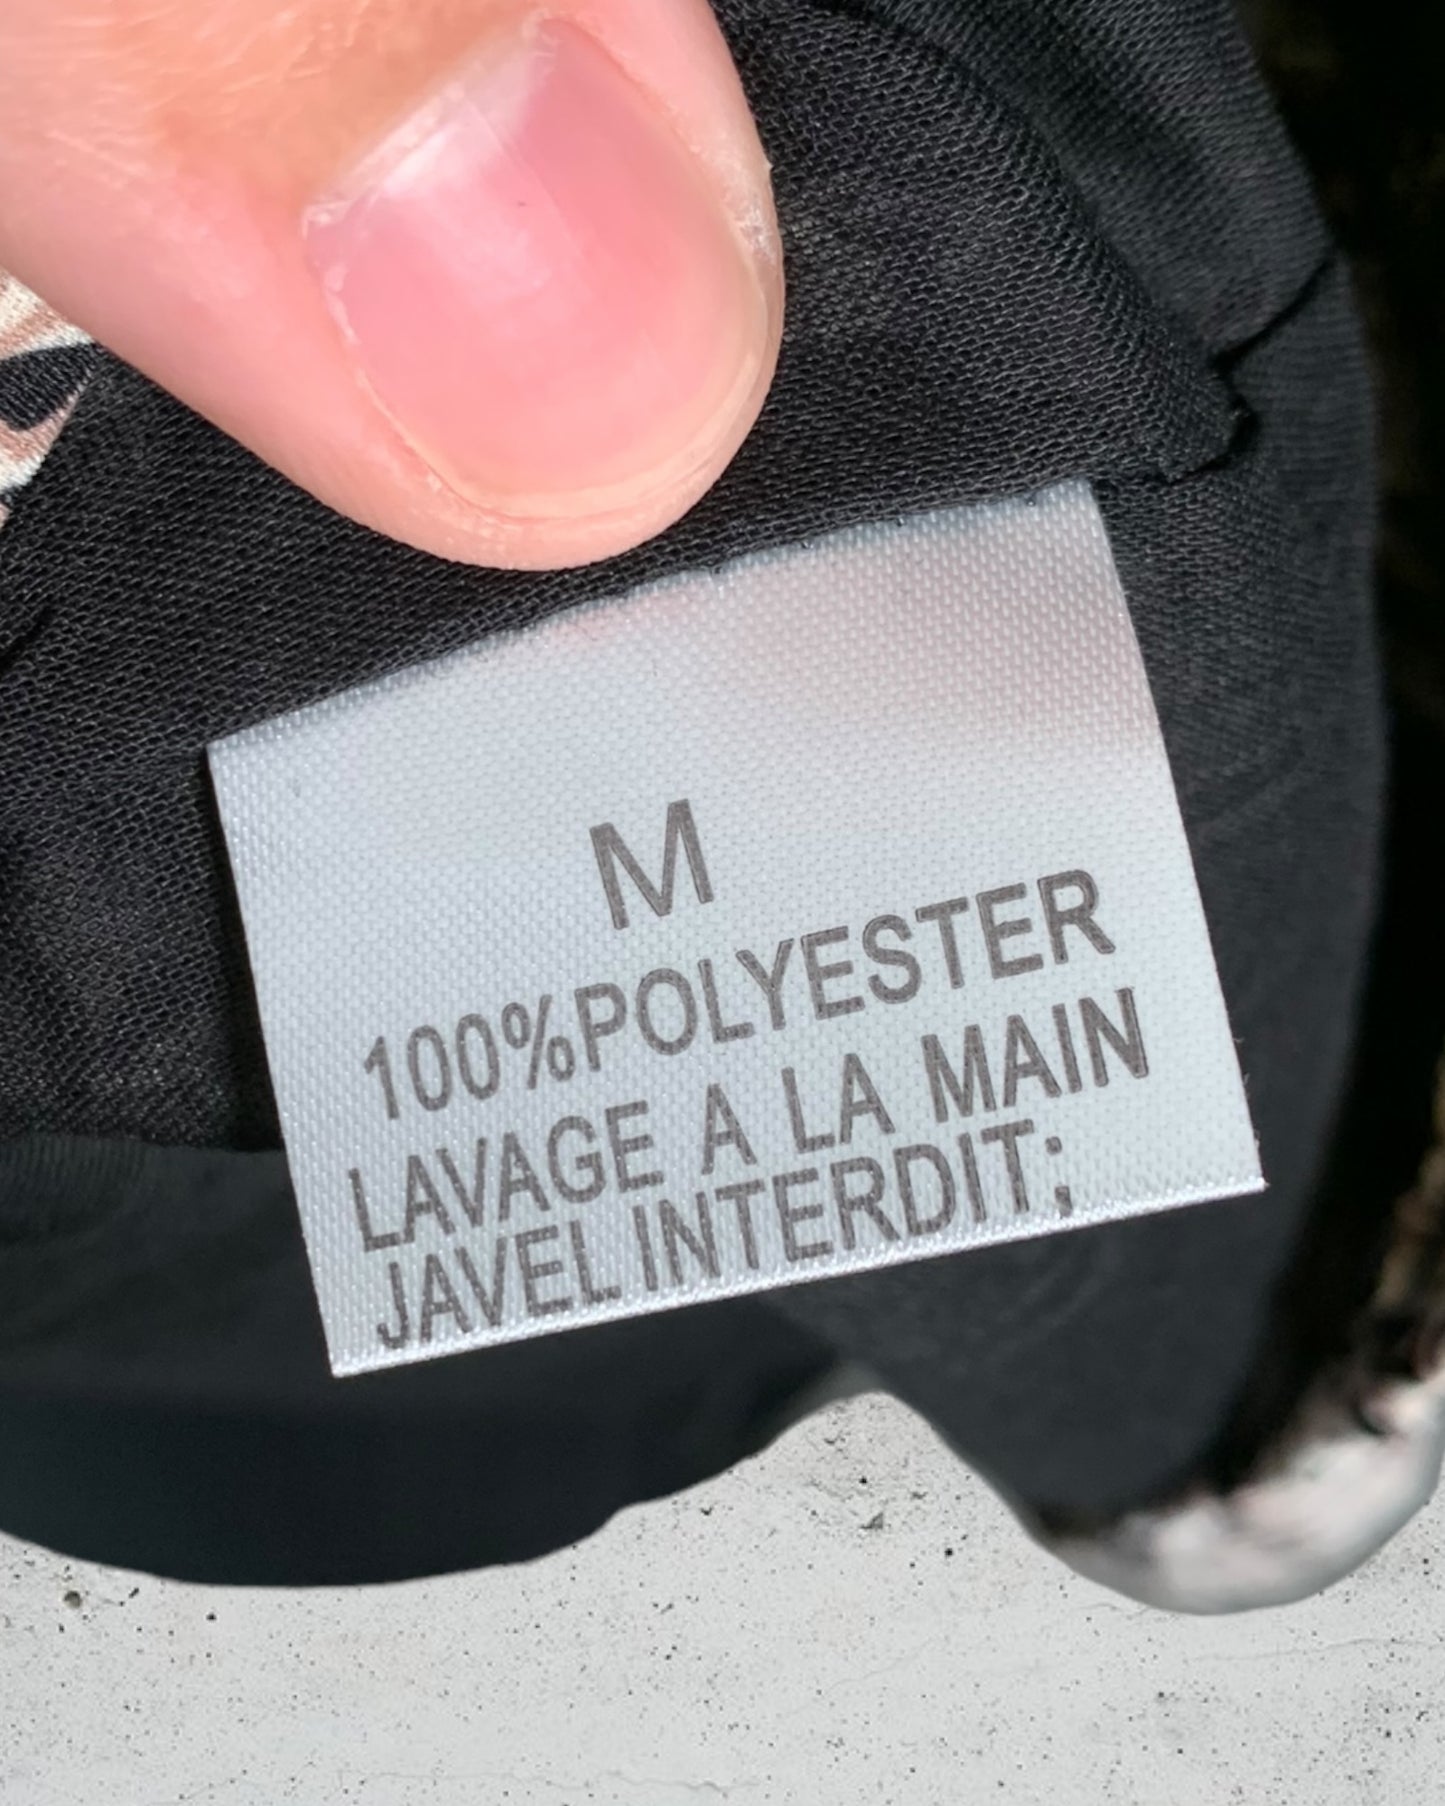 M
100%POLYESTER
LAVAGE A LA MAIN
JAVEL INTERDIT;